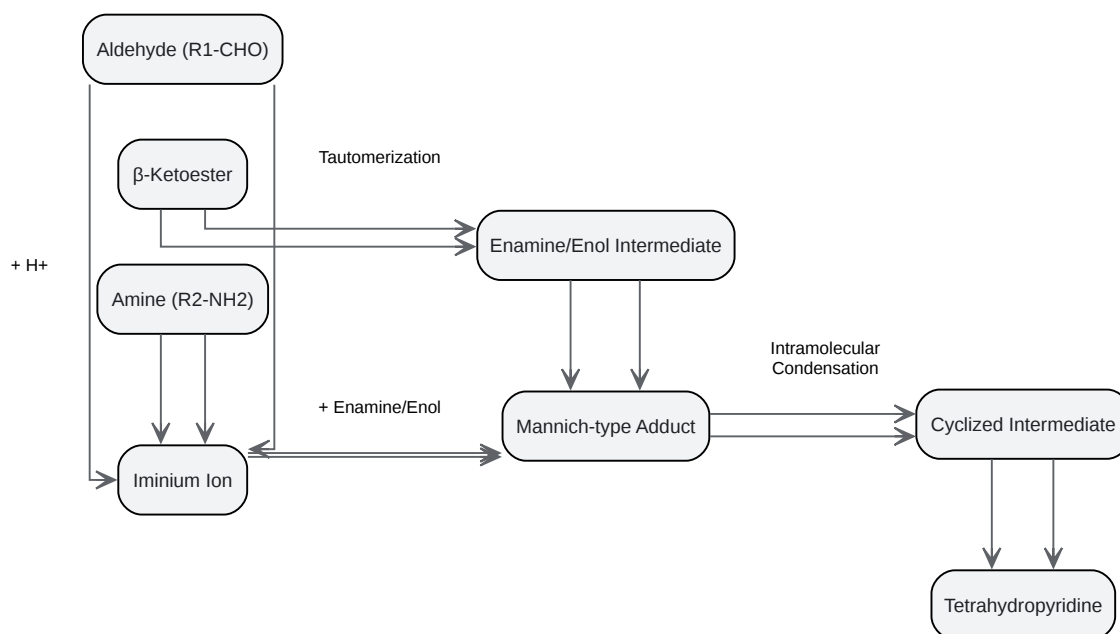 Aldehyde (R1-CHO)
β-Ketoester
Tautomerization
Enamine/Enol Intermediate
+ H+
Amine (R2-NH2)
Intramolecular
Condensation
+ Enamine/Enol
Mannich-type Adduct
Cyclized Intermediate
Iminium Ion
Tetrahydropyridine